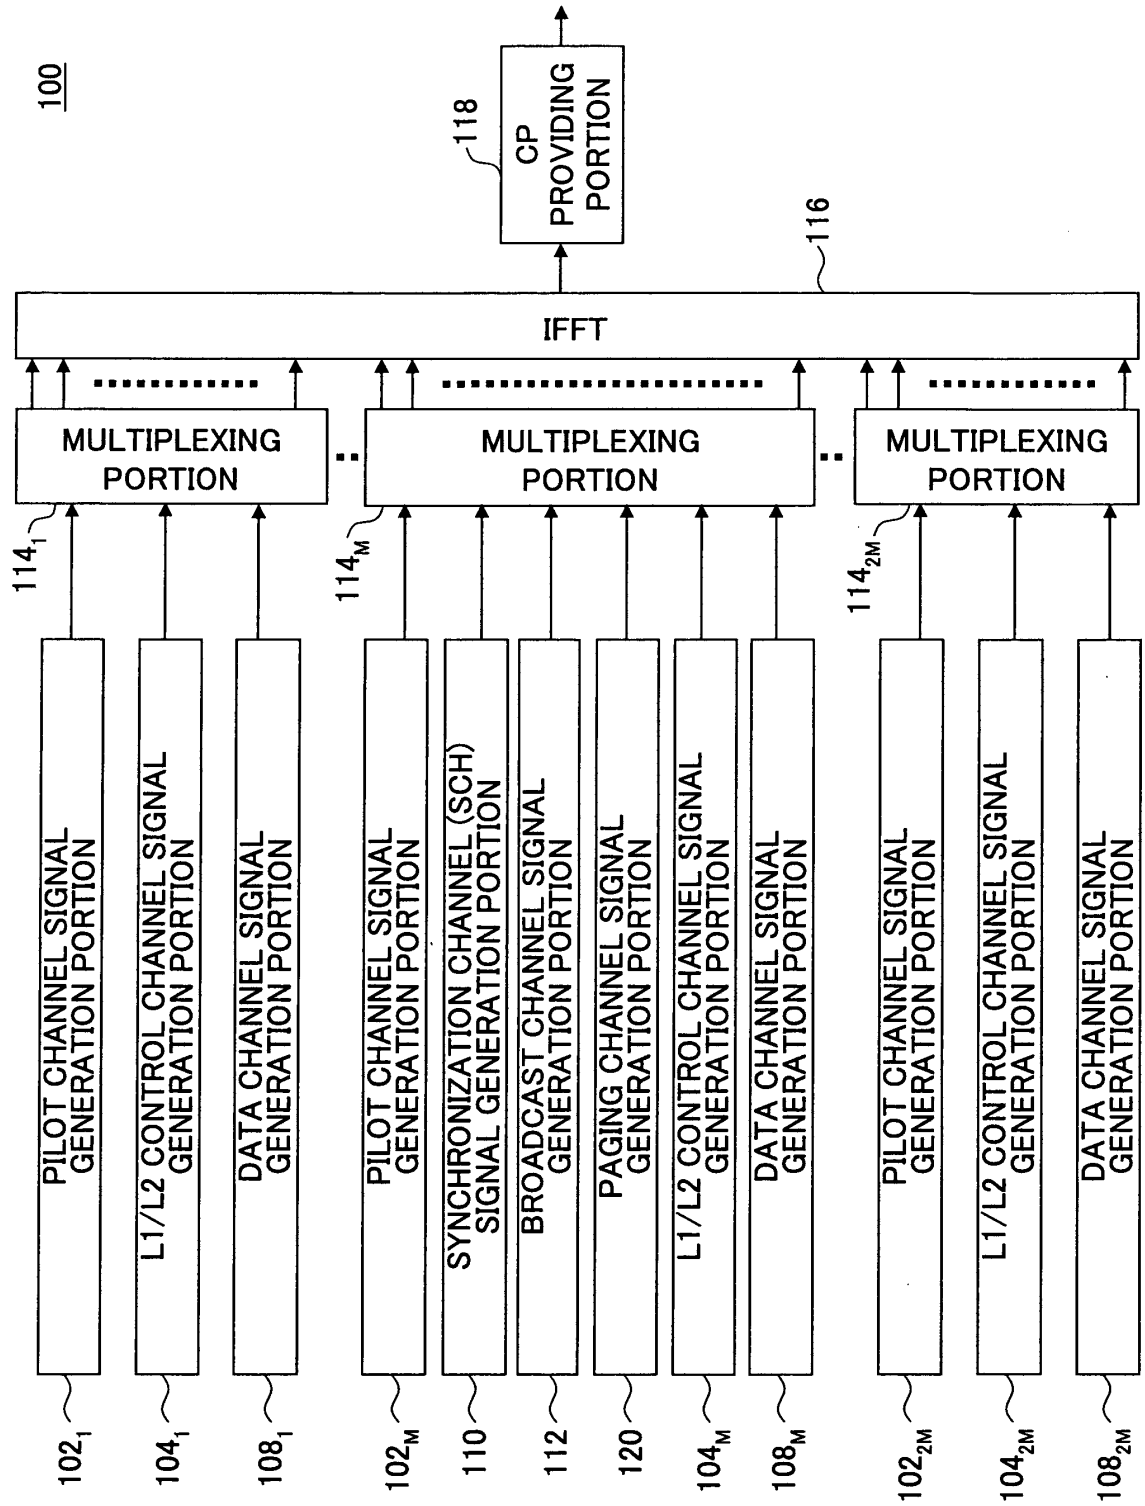 100
PILOT CHANNEL SIGNAL
GENERATION PORTION
102₁
L1/L2 CONTROL CHANNEL SIGNAL
GENERATION PORTION
104₁
DATA CHANNEL SIGNAL
GENERATION PORTION
108₁
MULTIPLEXING
PORTION
114₁
PILOT CHANNEL SIGNAL
GENERATION PORTION
102M
SYNCHRONIZATION CHANNEL (SCH)
SIGNAL GENERATION PORTION
110
BROADCAST CHANNEL SIGNAL
GENERATION PORTION
112
PAGING CHANNEL SIGNAL
GENERATION PORTION
120
L1/L2 CONTROL CHANNEL SIGNAL
GENERATION PORTION
104M
DATA CHANNEL SIGNAL
GENERATION PORTION
108M
MULTIPLEXING
PORTION
114M
PILOT CHANNEL SIGNAL
GENERATION PORTION
1022M
L1/L2 CONTROL CHANNEL SIGNAL
GENERATION PORTION
1042M
DATA CHANNEL SIGNAL
GENERATION PORTION
1082M
MULTIPLEXING
PORTION
1142M
IFFT
116
CP
PROVIDING
PORTION
118